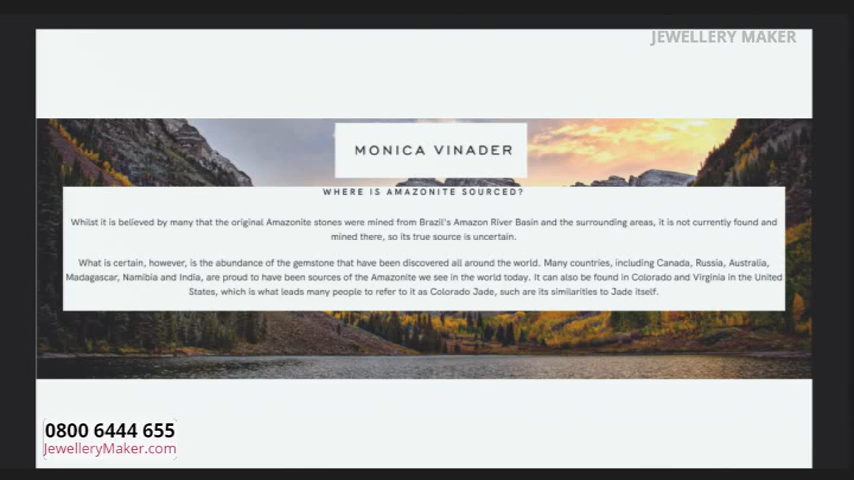 JEWELLERY MAKER
MONICA VINADER
WHERE IS AMAZONITE SOURCED?
Whilst it is believed by many that the original Amazonite stones were mined from Brazil's Amazon River Basin and the surrounding areas, it is not currently found and
mined there, so its true source is uncertain.
What is certain, however, is the abundance of the gemstone that have been discovered all around the world. Many countries, including Canada, Russia, Australia,
Madagascar, Namibia and India, are proud to have been sources of the Amazonite we see in the world today. It can also be found in Colorado and Virginia in the United
States, which is what leads many people to refer to it as Colorado Jade, such are its similarities to Jade itself.
0800 6444 655
JewelleryMaker.com